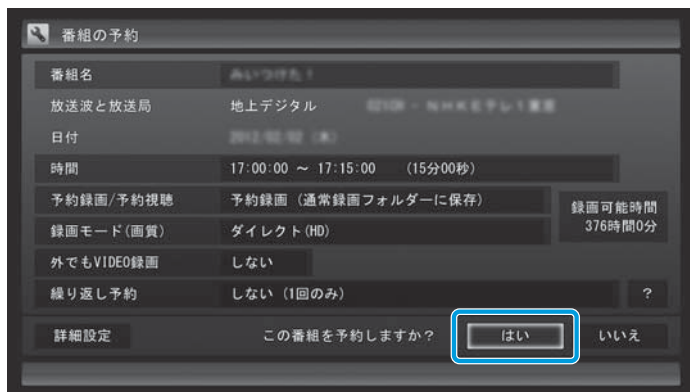 番組の予約
番組名
放送波と放送局 地上デジタル
日付
時間 17:00:00 ～ 17:15:00 (15分00秒)
予約録画/予約視聴 予約録画 (通常録画フォルダーに保存)
録画可能時間
376時間0分
録画モード(画質) ダイレクト(HD)
外でもVIDEO録画 しない
繰り返し予約 しない (1回のみ) ?
詳細設定 この番組を予約しますか? はい いいえ